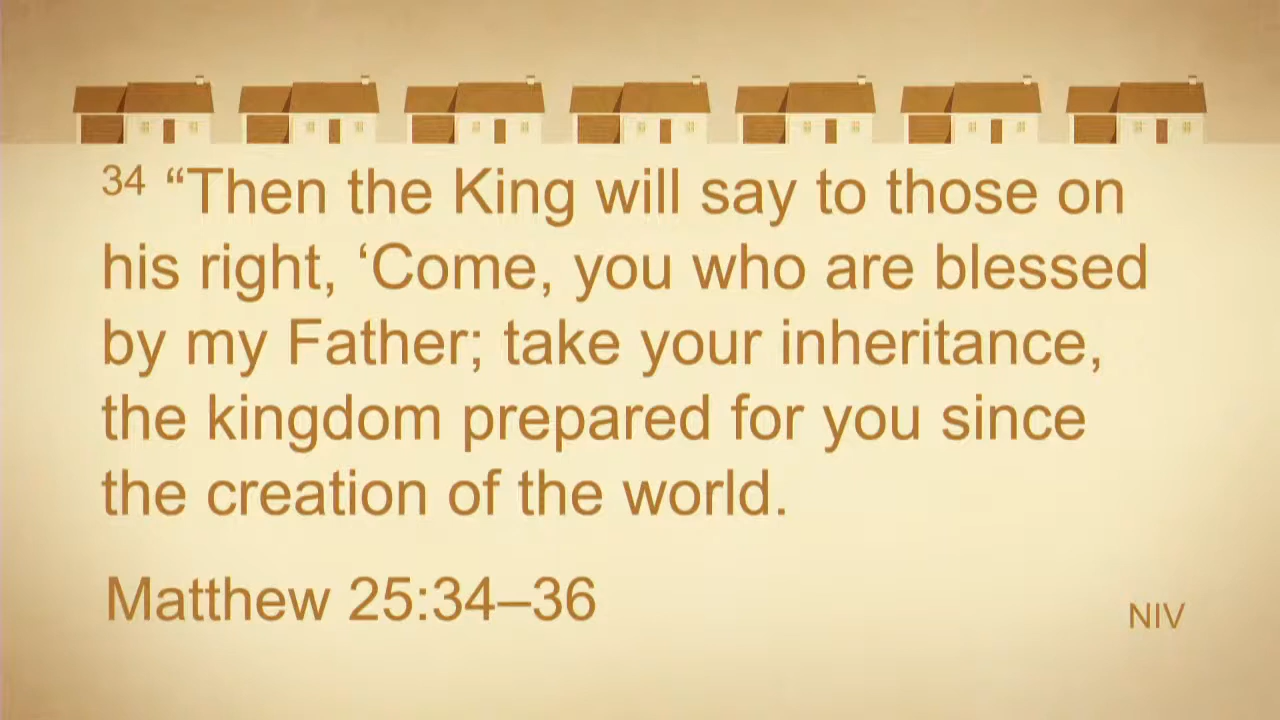 34 “Then the King will say to those on
his right, ‘Come, you who are blessed
by my Father; take your inheritance,
the kingdom prepared for you since
the creation of the world.
Matthew 25:34–36
NIV